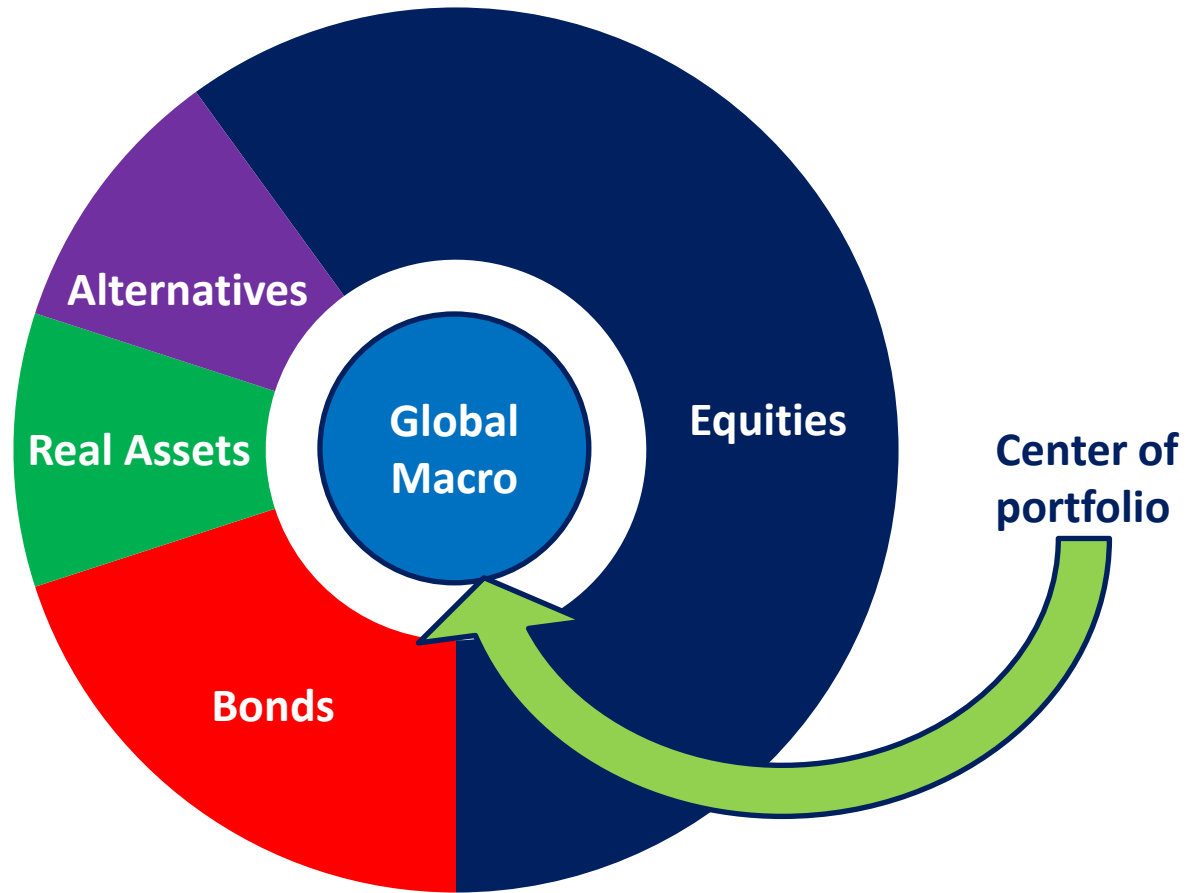 Alternatives
Real Assets
Bonds
Global
Macro
Equities
Center of
portfolio